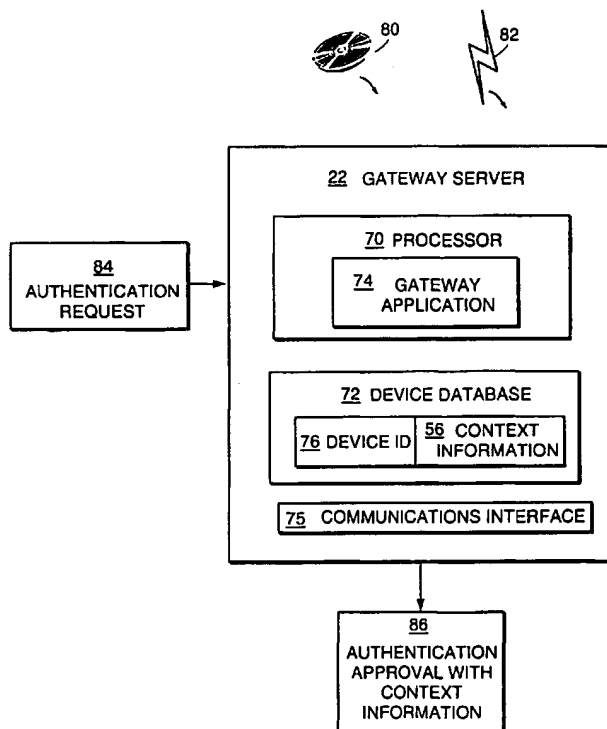 80
82
22 GATEWAY SERVER
70 PROCESSOR
74 GATEWAY
APPLICATION
84
AUTHENTICATION
REQUEST
72 DEVICE DATABASE
76 DEVICE ID
56 CONTEXT
INFORMATION
75 COMMUNICATIONS INTERFACE
86
AUTHENTICATION
APPROVAL WITH
CONTEXT
INFORMATION